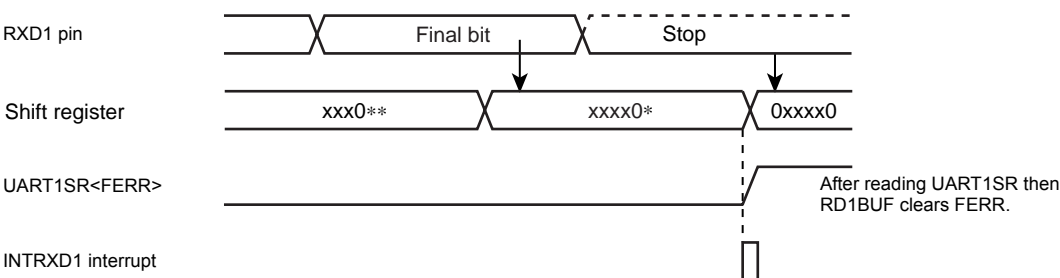 RXD1 pin
Final bit
Stop
Shift register
xxx0**
xxxx0*
0xxxx0
UART1SR<FERR>
After reading UART1SR then
RD1BUF clears FERR.
INTRXD1 interrupt